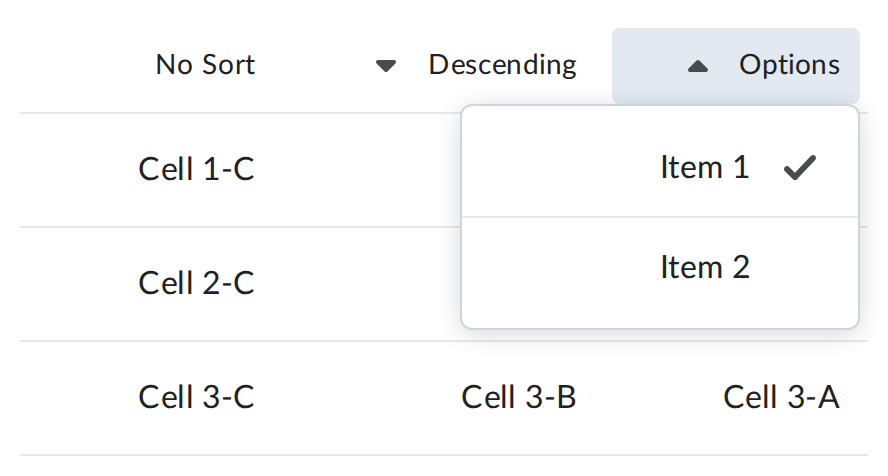 No Sort Descending Options
Cell 1-C Item 1
Cell 2-C Item 2
Cell 3-C Cell 3-B Cell 3-A